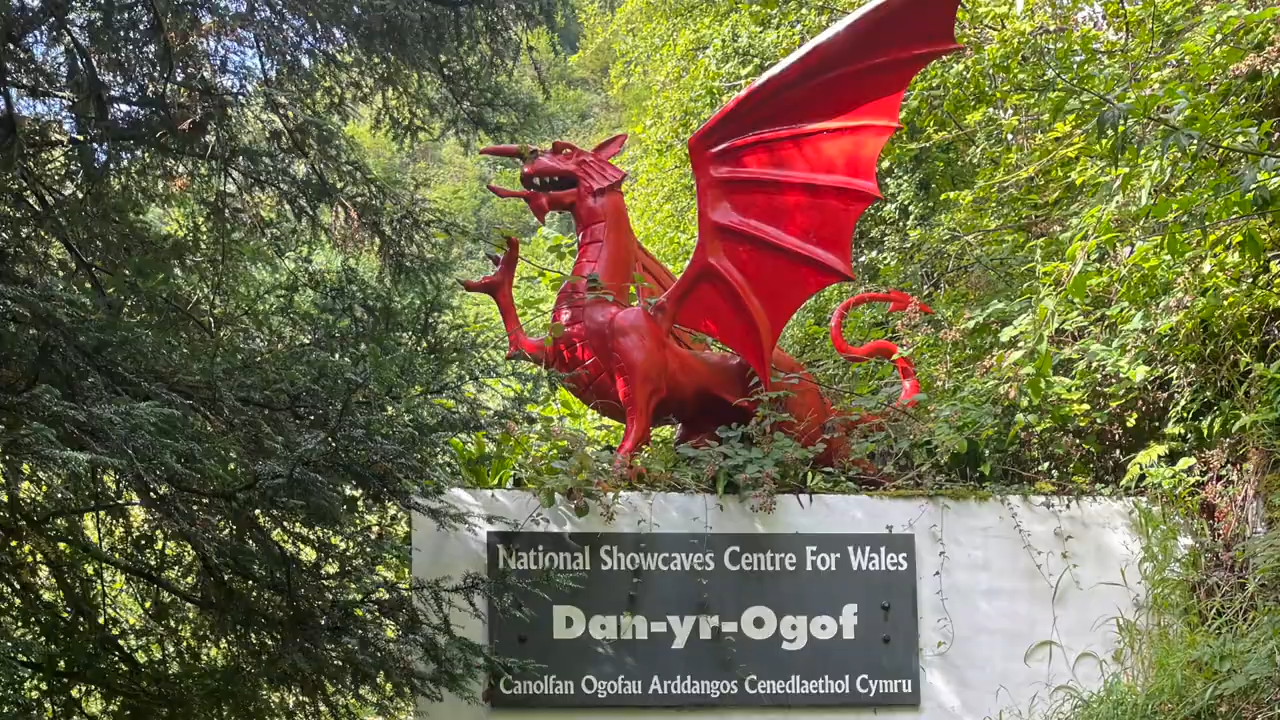 National Showcaves Centre For Wales
Dan-yr-Ogof
Canolfan Ogofau Arddangos Cenedlaethol Cymru